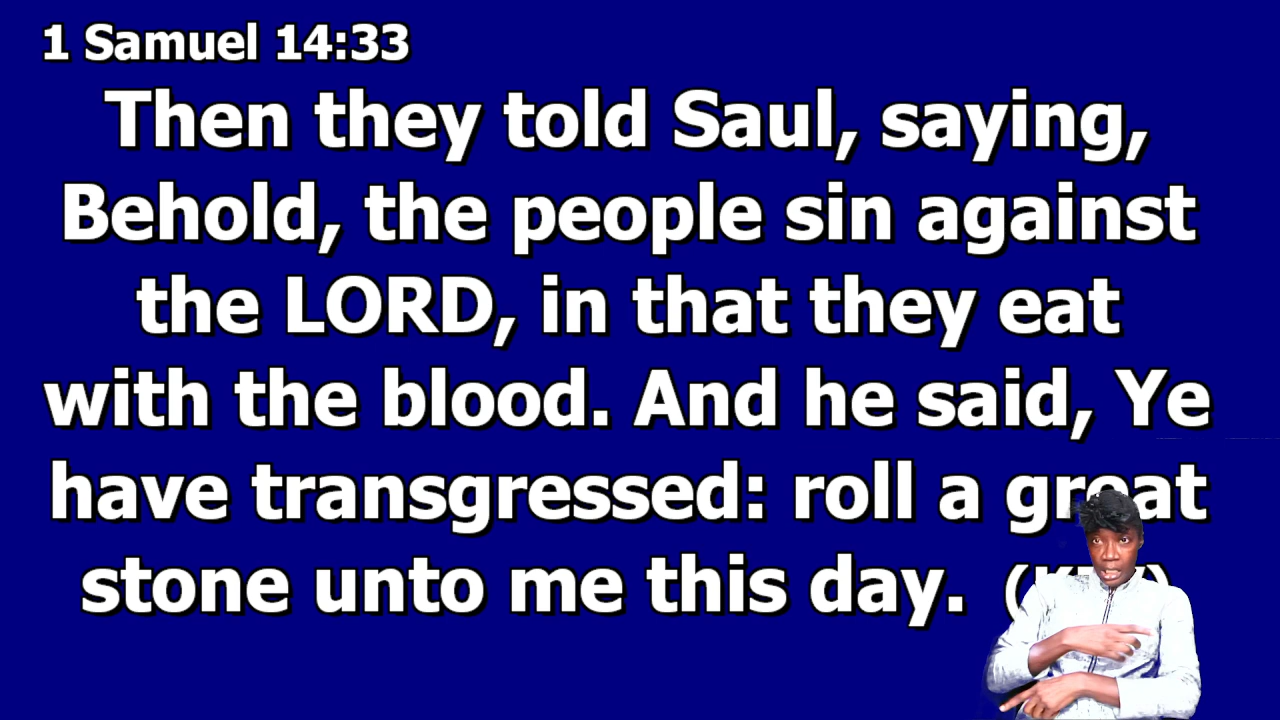 1 Samuel 14:33
Then they told Saul, saying,
Behold, the people sin against
the LORD, in that they eat
with the blood. And he said, Ye
have transgressed: roll a great
stone unto me this day.